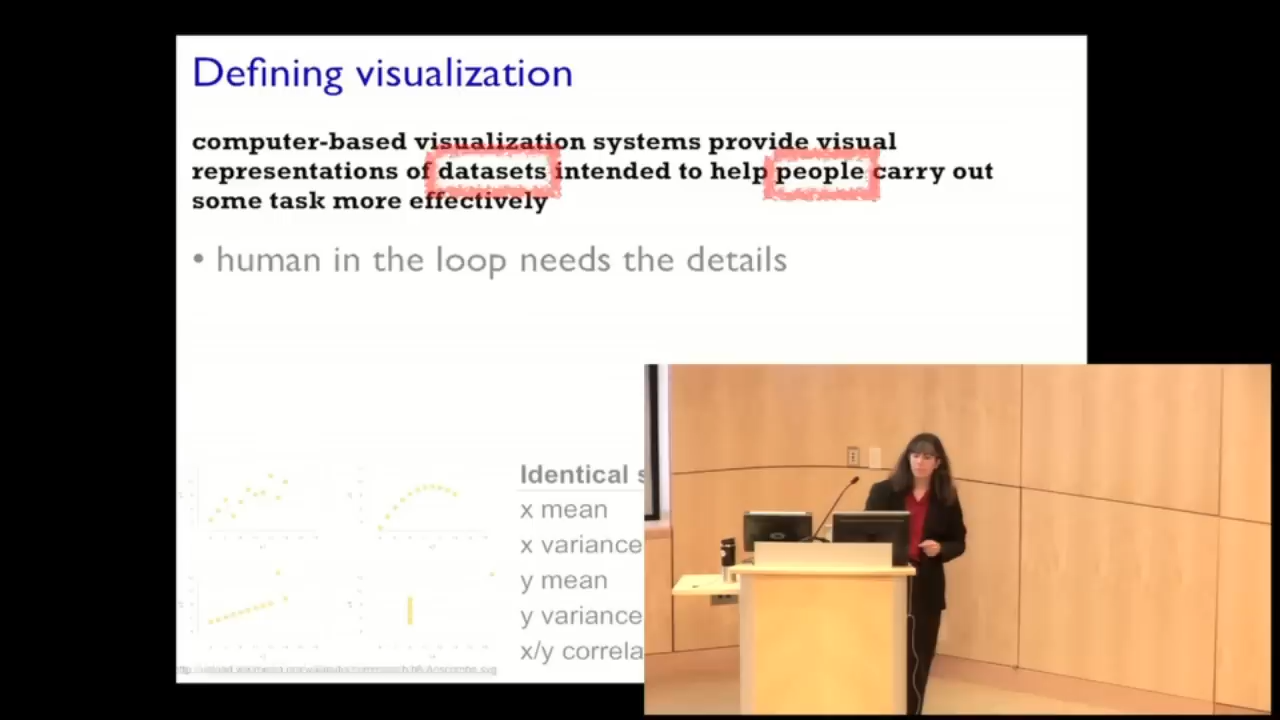 Defining visualization
computer-based visualization systems provide visual
representations of datasets intended to help people carry out
some task more effectively
• human in the loop needs the details
Identical s
x mean
x variance
y mean
y variance
x/y correla